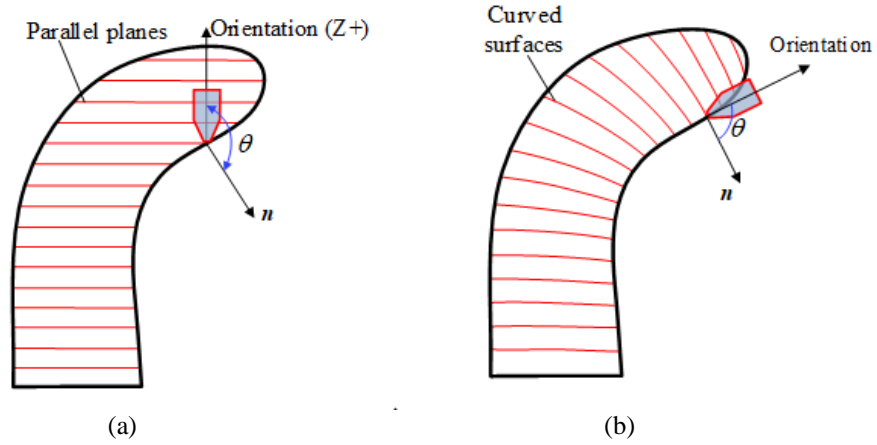 Parallel planes
Orientation (Z+)
θ
n
(a)
Curved
surfaces
Orientation
θ
n
(b)